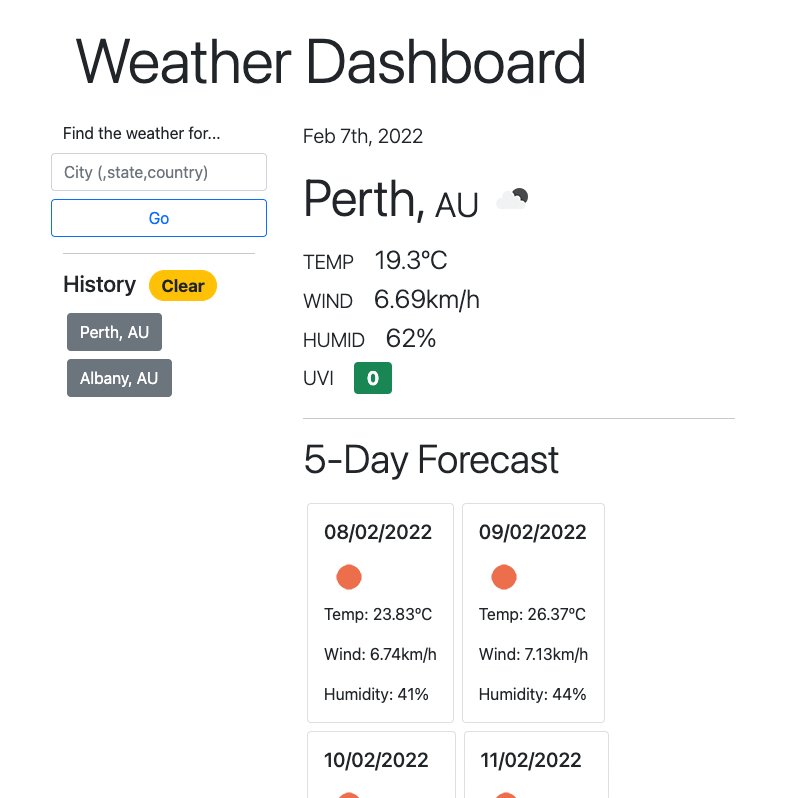 Weather Dashboard
Find the weather for...
City (,state,country)
Go
History Clear
Perth, AU
Albany, AU
Feb 7th, 2022
Perth, AU
TEMP 19.3°C
WIND 6.69km/h
HUMID 62%
UVI 0
5-Day Forecast
08/02/2022
Temp: 23.83°C
Wind: 6.74km/h
Humidity: 41%
09/02/2022
Temp: 26.37°C
Wind: 7.13km/h
Humidity: 44%
10/02/2022
11/02/2022